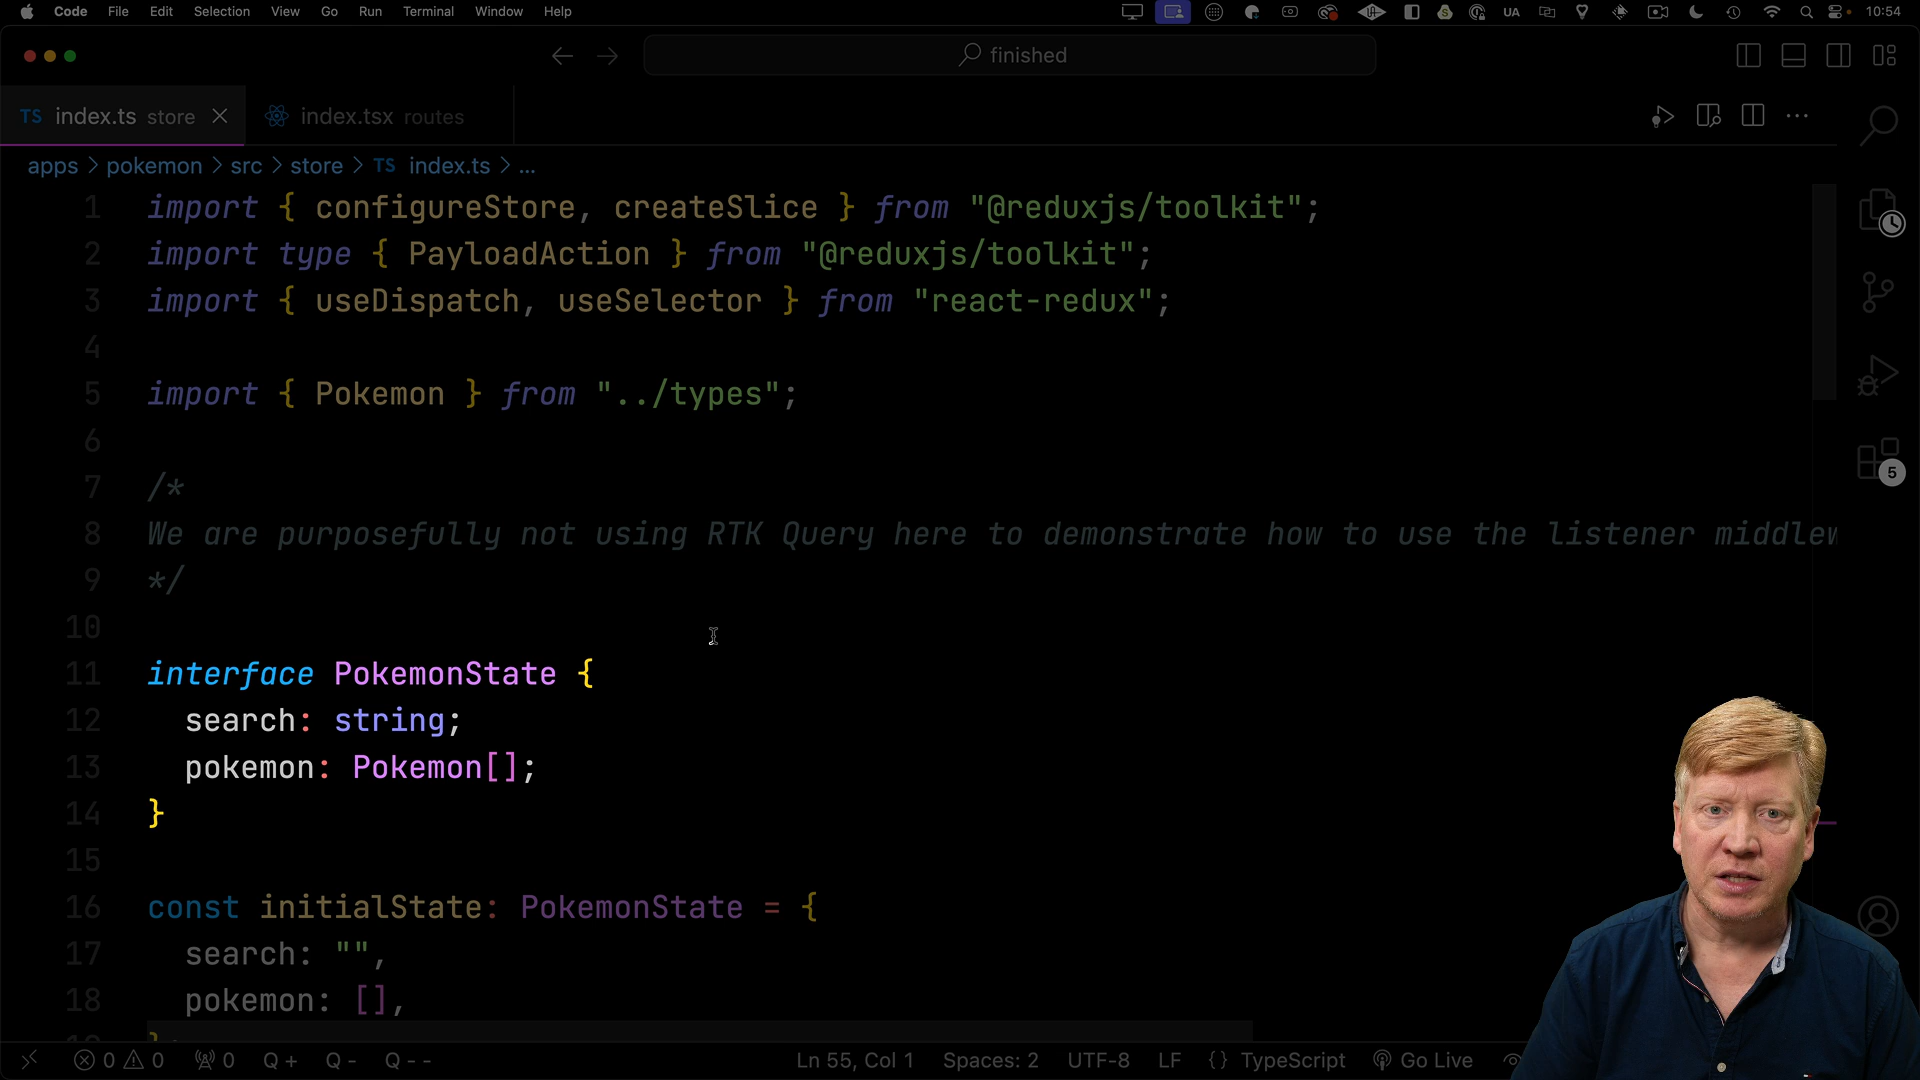 Code File Edit Selection View Go Run Terminal Window Help UA 10:54
finished
TS index.ts store index.tsx routes
apps > pokemon > src > store > TS index.ts > ...
1 import { configureStore, createSlice } from "@reduxjs/toolkit";
2 import type { PayloadAction } from "@reduxjs/toolkit";
3 import { useDispatch, useSelector } from "react-redux";
4
5 import { Pokemon } from "../types";
6
7 /*
8 We are purposefully not using RTK Query here to demonstrate how to use the listener
9 */
10
11 interface PokemonState {
12 search: string;
13 pokemon: Pokemon[];
14 }
15
16 const initialState: PokemonState = {
17 search: "",
18 pokemon: [],
5
0 0 0 Q + Q - Q -- Ln 55, Col 1 Spaces: 2 UTF-8 LF {} TypeScript Go Live